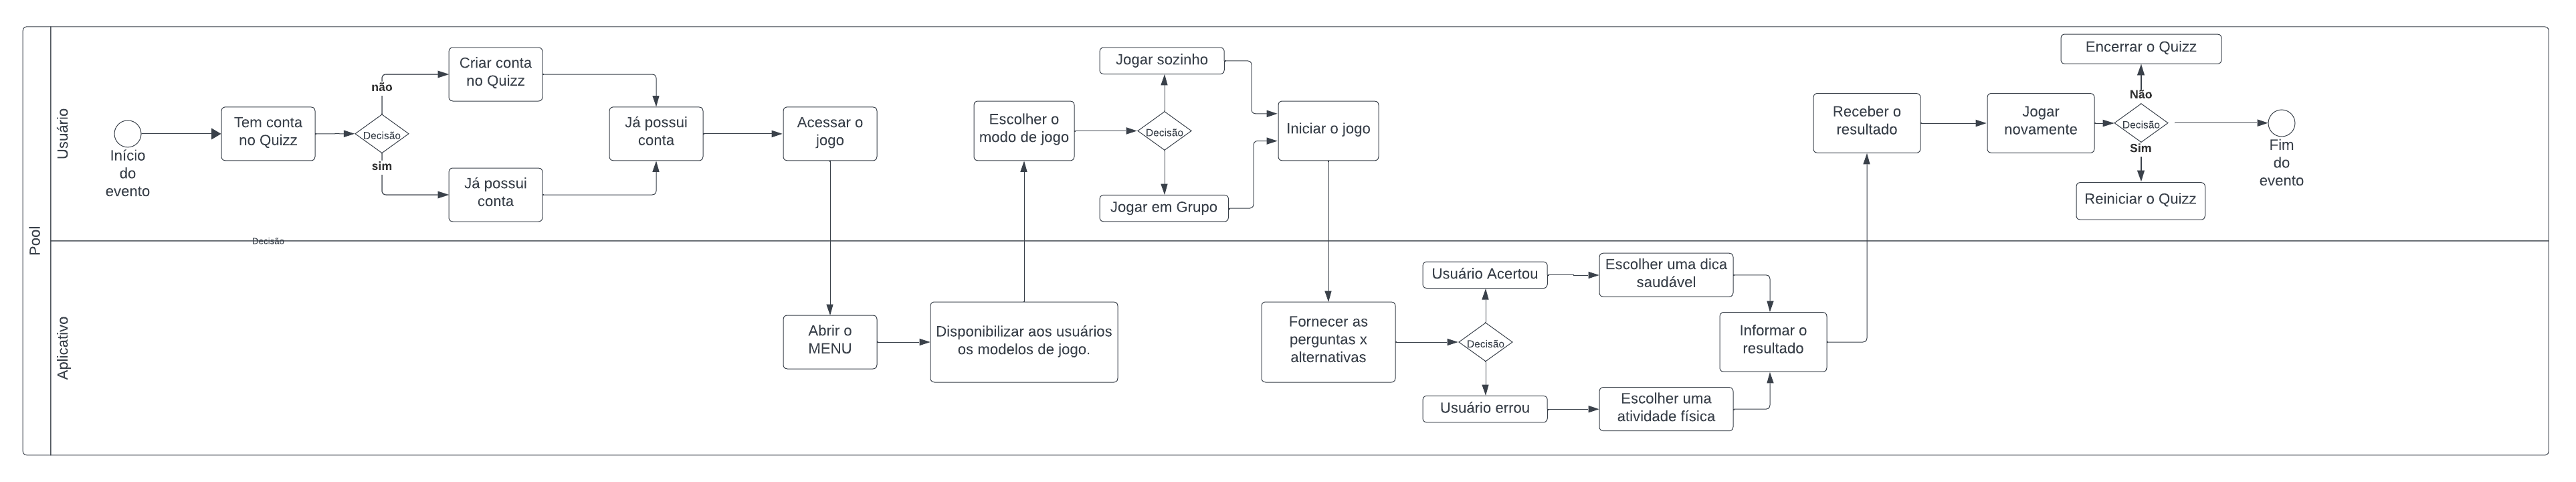 Pool
Usuário
Início
do
evento
Tem conta
no Quizz
Decisão
não
sim
Criar conta
no Quizz
Já possui
conta
Já possui
conta
Acessar o
jogo
Escolher o
modo de jogo
Decisão
Jogar sozinho
Jogar em Grupo
Iniciar o jogo
Receber o
resultado
Jogar
novamente
Decisão
Não
Sim
Encerrar o Quizz
Reiniciar o Quizz
Fim
do
evento
Decisão
Aplicativo
Abrir o
MENU
Disponibilizar aos usuários
os modelos de jogo.
Fornecer as
perguntas x
alternativas
Decisão
Usuário Acertou
Usuário errou
Escolher uma dica
saudável
Escolher uma
atividade física
Informar o
resultado